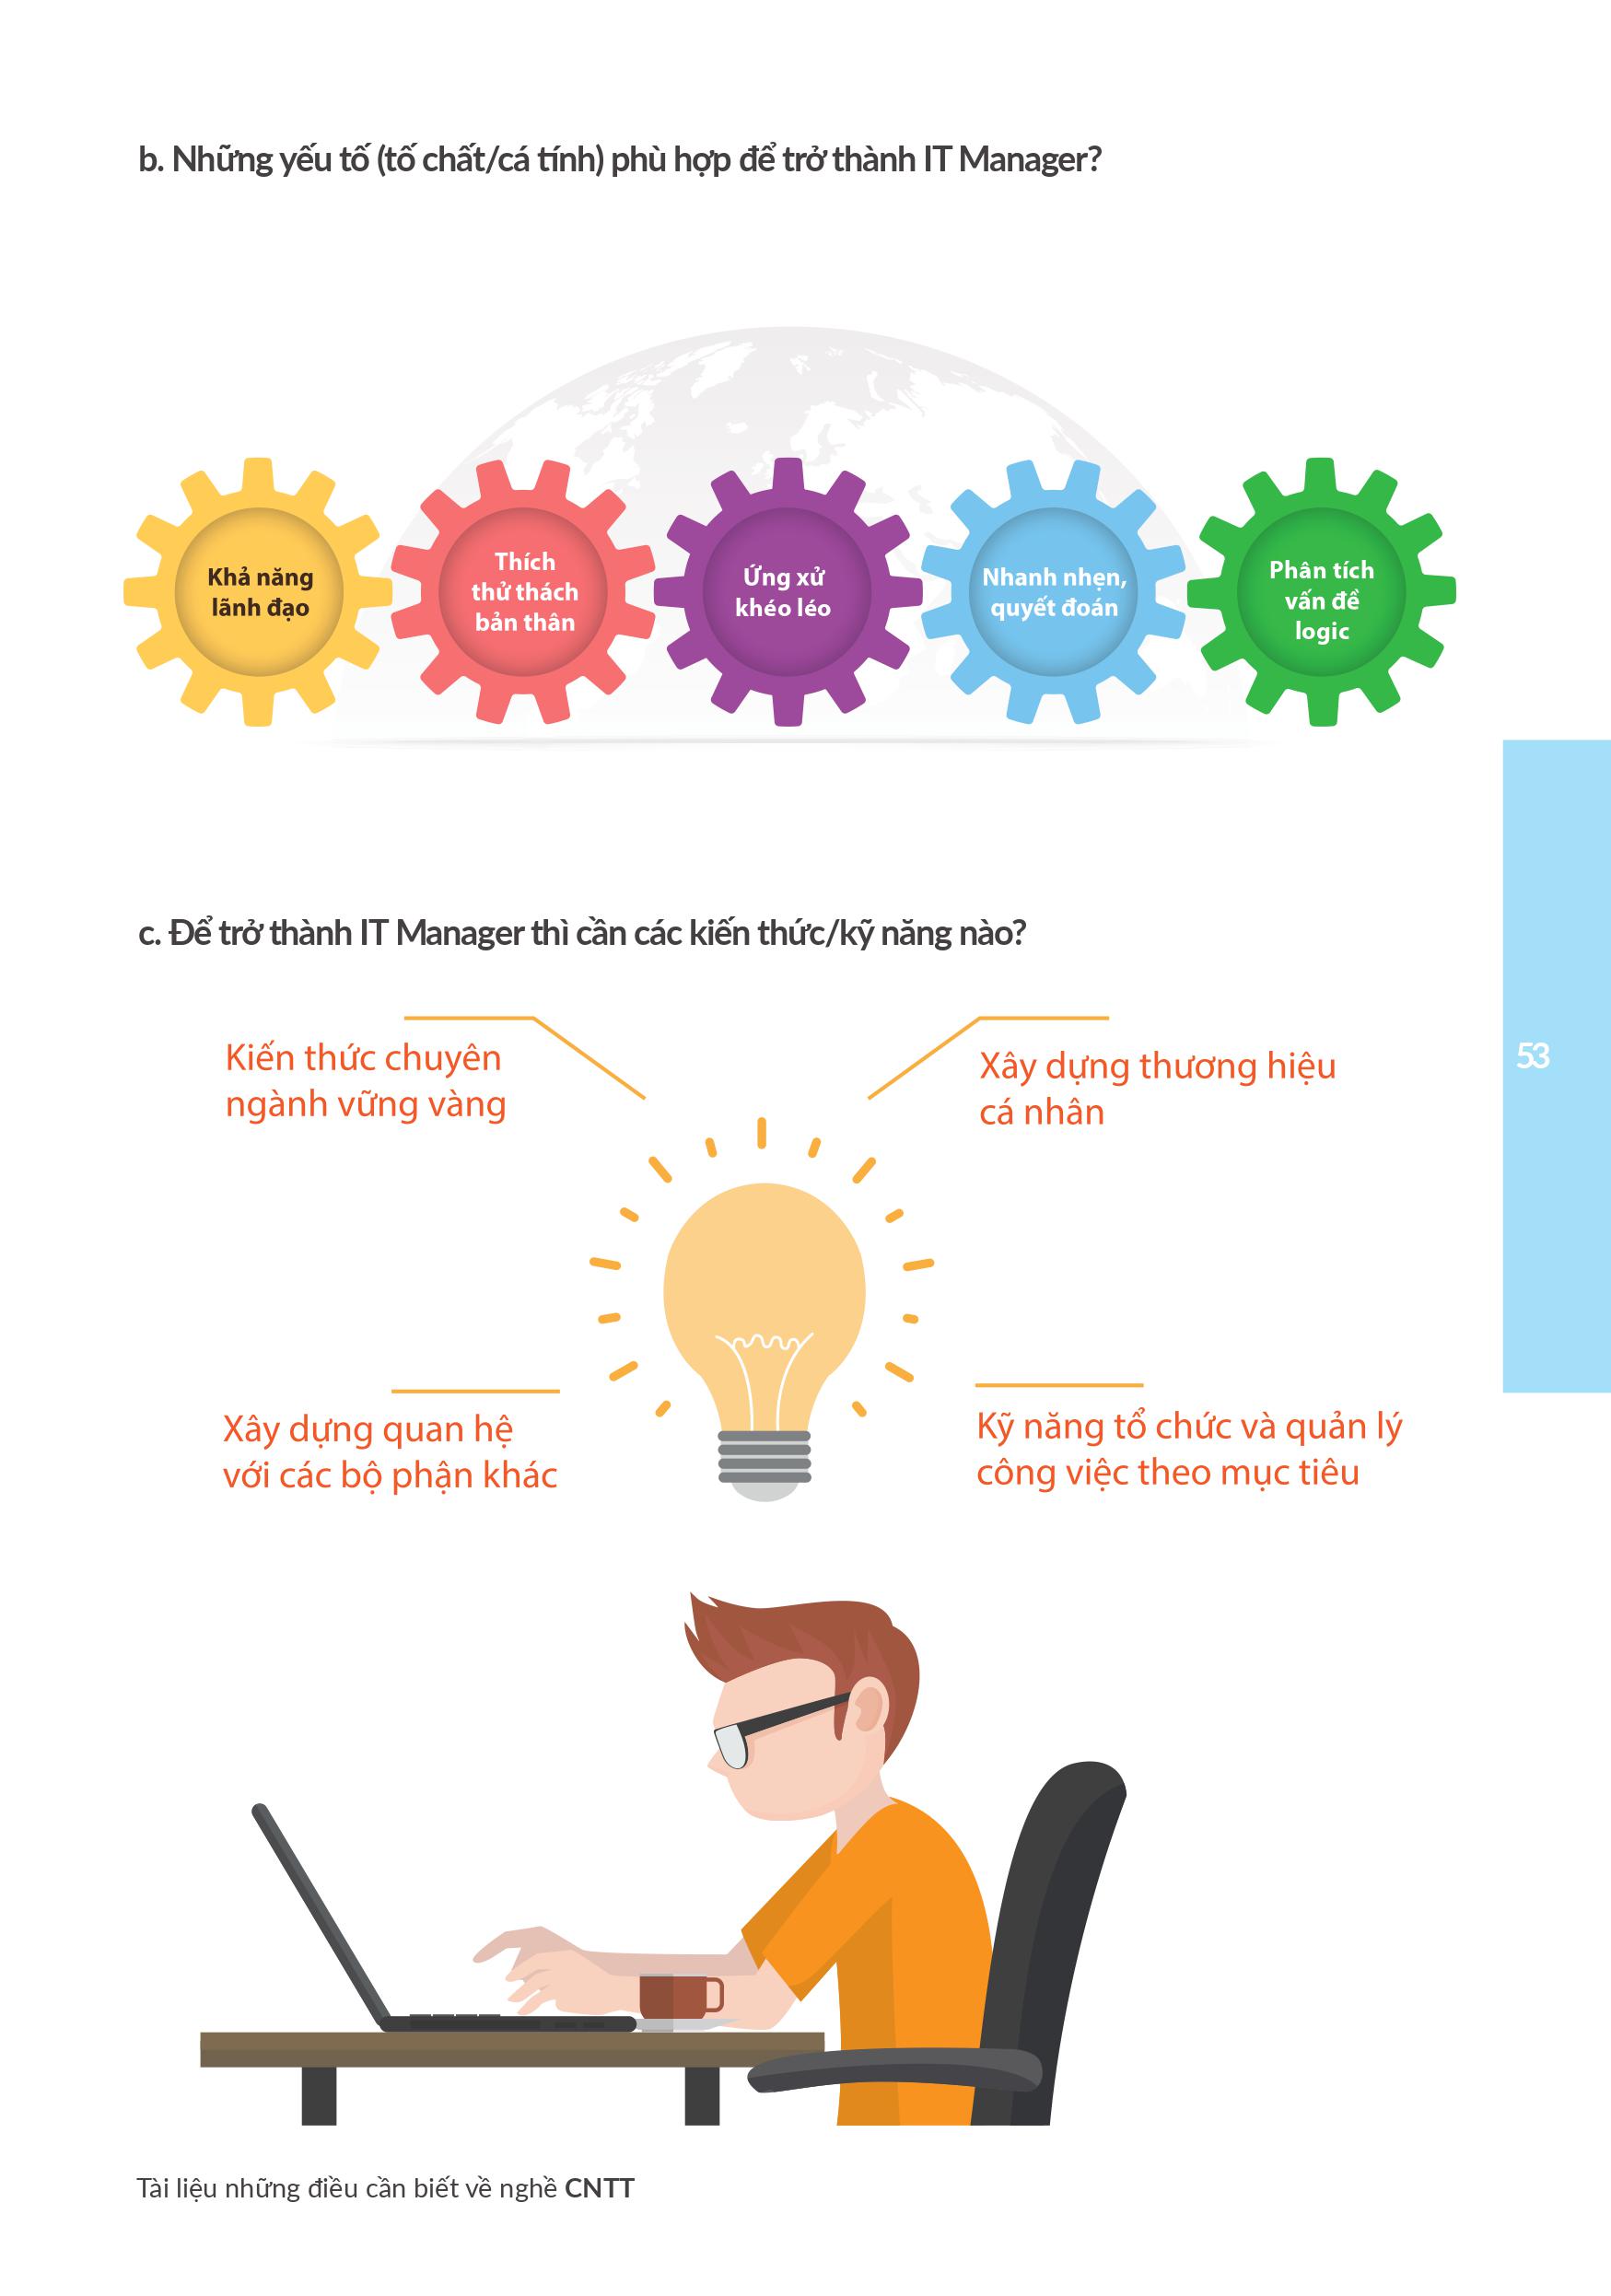 b. Những yếu tố (tố chất/cá tính) phù hợp để trở thành IT Manager?
Khả năng
lãnh đạo
Thích
thử thách
bản thân
Ứng xử
khéo léo
Nhanh nhẹn,
quyết đoán
Phân tích
vấn đề
logic
c. Để trở thành IT Manager thì cần các kiến thức/kỹ năng nào?
Kiến thức chuyên
ngành vững vàng
Xây dựng thương hiệu
cá nhân
53
Xây dựng quan hệ
với các bộ phận khác
Kỹ năng tổ chức và quản lý
công việc theo mục tiêu
Tài liệu những điều cần biết về nghề CNTT